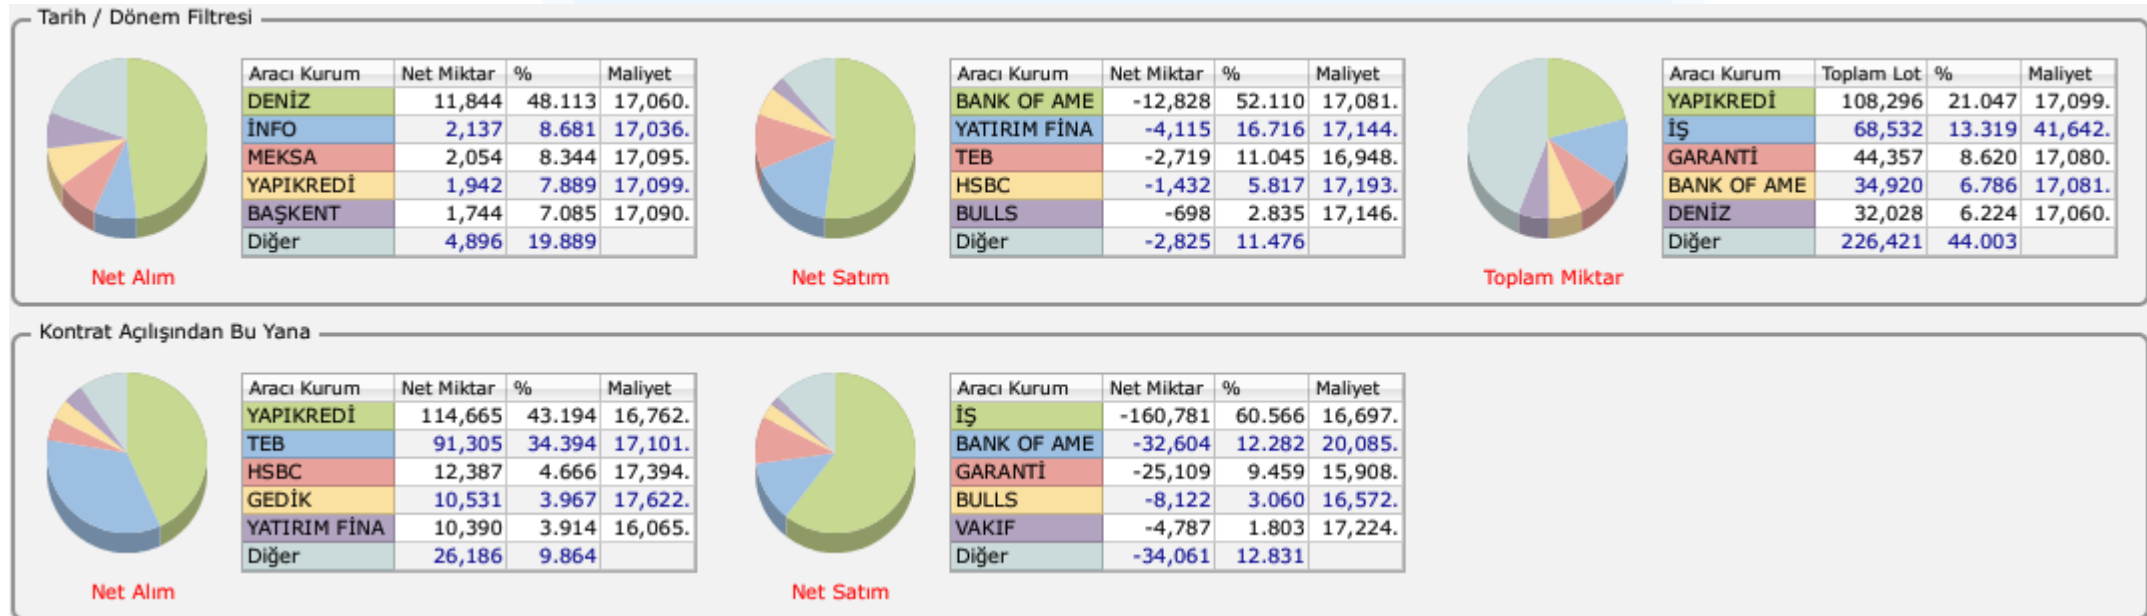 Tarih / Dönem Filtresi
Aracı Kurum Net Miktar % Maliyet
DENİZ 11,844 48.113 17,060.
İNFO 2,137 8.681 17,036.
MEKSA 2,054 8.344 17,095.
YAPIKREDİ 1,942 7.889 17,099.
BAŞKENT 1,744 7.085 17,090.
Diğer 4,896 19.889
Net Alım
Aracı Kurum Net Miktar % Maliyet
BANK OF AME -12,828 52.110 17,081.
YATIRIM FİNA -4,115 16.716 17,144.
TEB -2,719 11.045 16,948.
HSBC -1,432 5.817 17,193.
BULLS -698 2.835 17,146.
Diğer -2,825 11.476
Net Satım
Aracı Kurum Toplam Lot % Maliyet
YAPIKREDİ 108,296 21.047 17,099.
İŞ 68,532 13.319 41,642.
GARANTİ 44,357 8.620 17,080.
BANK OF AME 34,920 6.786 17,081.
DENİZ 32,028 6.224 17,060.
Diğer 226,421 44.003
Toplam Miktar
Kontrat Açılışından Bu Yana
Aracı Kurum Net Miktar % Maliyet
YAPIKREDİ 114,665 43.194 16,762.
TEB 91,305 34.394 17,101.
HSBC 12,387 4.666 17,394.
GEDİK 10,531 3.967 17,622.
YATIRIM FİNA 10,390 3.914 16,065.
Diğer 26,186 9.864
Net Alım
Aracı Kurum Net Miktar % Maliyet
İŞ -160,781 60.566 16,697.
BANK OF AME -32,604 12.282 20,085.
GARANTİ -25,109 9.459 15,908.
BULLS -8,122 3.060 16,572.
VAKIF -4,787 1.803 17,224.
Diğer -34,061 12.831
Net Satım